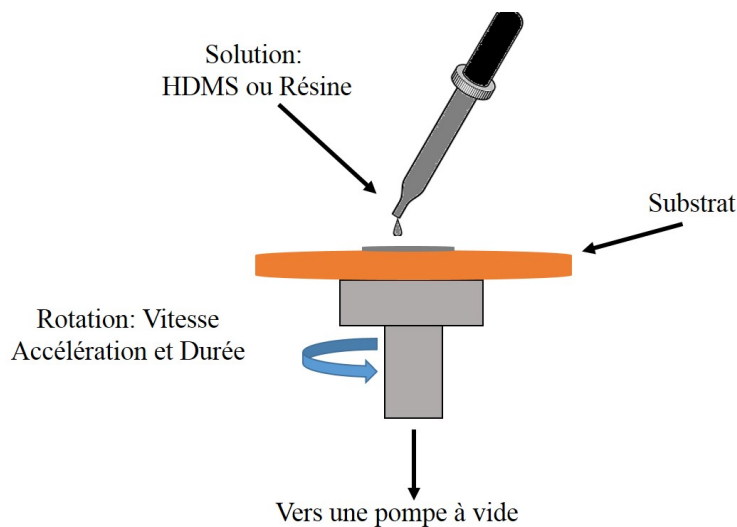 Solution:
HDMS ou Résine
Substrat
Rotation: Vitesse
Accélération et Durée
Vers une pompe à vide